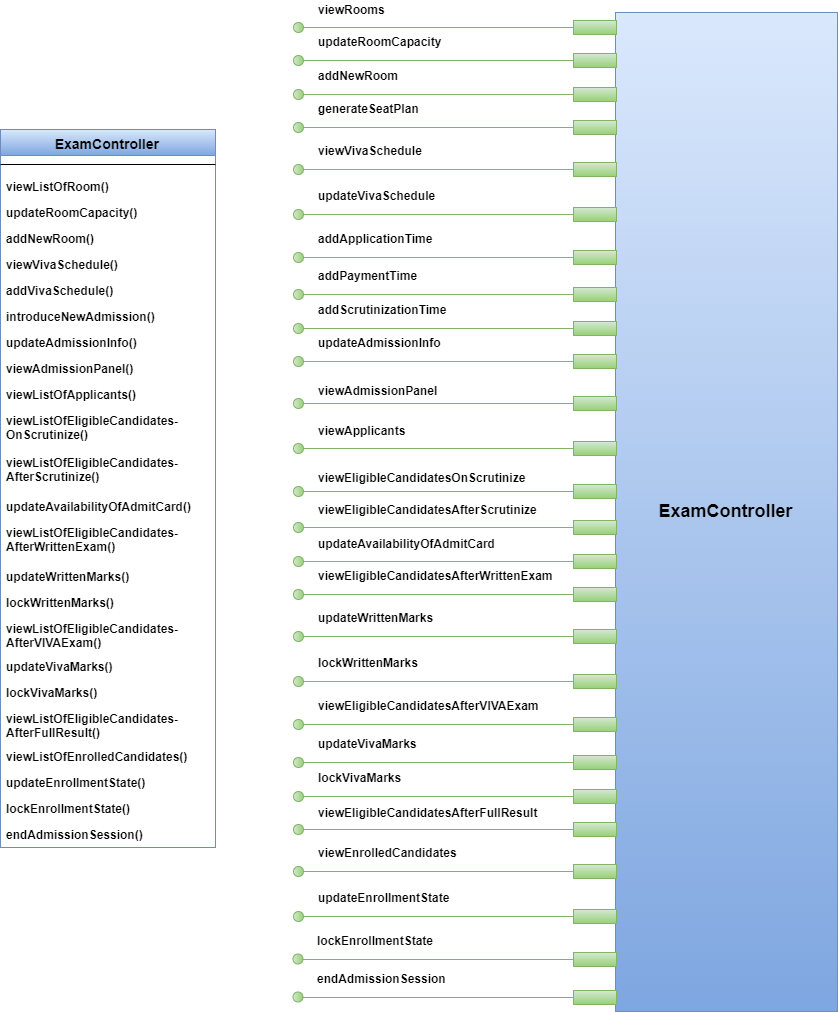 ExamController
viewListOfRoom()
updateRoomCapacity()
addNewRoom()
viewVivaSchedule()
addVivaSchedule()
introduceNewAdmission()
updateAdmissionInfo()
viewAdmissionPanel()
viewListOfApplicants()
viewListOfEligibleCandidates-
OnScrutinize()
viewListOfEligibleCandidates-
AfterScrutinize()
updateAvailabilityOfAdmitCard()
viewListOfEligibleCandidates-
AfterWrittenExam()
updateWrittenMarks()
lockWrittenMarks()
viewListOfEligibleCandidates-
AfterVIVAExam()
updateVivaMarks()
lockVivaMarks()
viewListOfEligibleCandidates-
AfterFullResult()
viewListOfEnrolledCandidates()
updateEnrollmentState()
lockEnrollmentState()
endAdmissionSession()
viewRooms
updateRoomCapacity
addNewRoom
generateSeatPlan
viewVivaSchedule
updateVivaSchedule
addApplicationTime
addPaymentTime
addScrutinizationTime
updateAdmissionInfo
viewAdmissionPanel
viewApplicants
viewEligibleCandidatesOnScrutinize
viewEligibleCandidatesAfterScrutinize
updateAvailabilityOfAdmitCard
viewEligibleCandidatesAfterWrittenExam
updateWrittenMarks
lockWrittenMarks
viewEligibleCandidatesAfterVIVAExam
updateVivaMarks
lockVivaMarks
viewEligibleCandidatesAfterFullResult
viewEnrolledCandidates
updateEnrollmentState
lockEnrollmentState
endAdmissionSession
ExamController